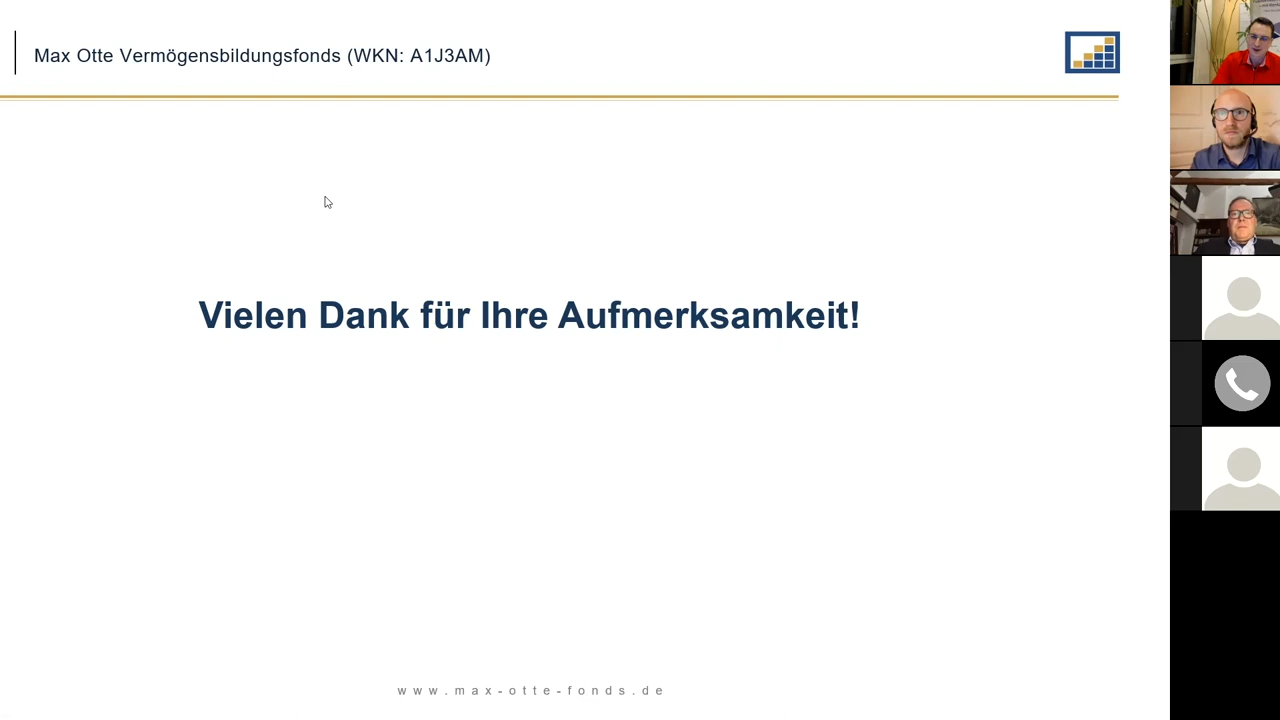 Max Otte Vermögensbildungsfonds (WKN: A1J3AM)
Vielen Dank für Ihre Aufmerksamkeit!
www.max-otte-fonds.de